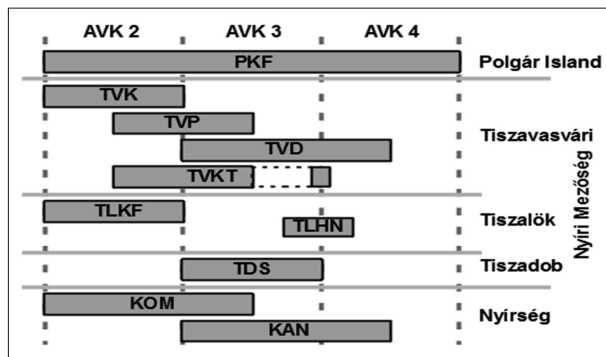 AVK 2 AVK 3 AVK 4
PKF Polgár Island
TVK
TVP
TVD Tiszavasvári
TVKT
TLKF
TLHN Tiszalök
TDS Tiszadob
KOM
KAN Nyírség
Nyíri Mezőség